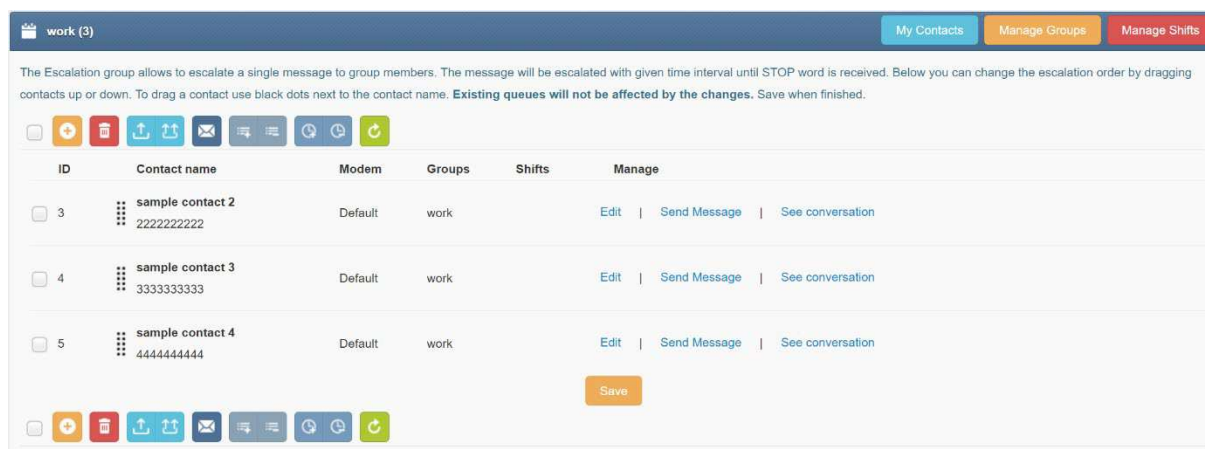 work (3) My Contacts Manage Groups Manage Shifts
The Escalation group allows to escalate a single message to group members. The message will be escalated with given time interval until STOP word is received. Below you can change the escalation order by dragging
contacts up or down. To drag a contact use black dots next to the contact name. Existing queues will not be affected by the changes. Save when finished.
ID Contact name Modem Groups Shifts Manage
3 sample contact 2 Default work Edit | Send Message | See conversation
2222222222
4 sample contact 3 Default work Edit | Send Message | See conversation
3333333333
5 sample contact 4 Default work Edit | Send Message | See conversation
4444444444
Save